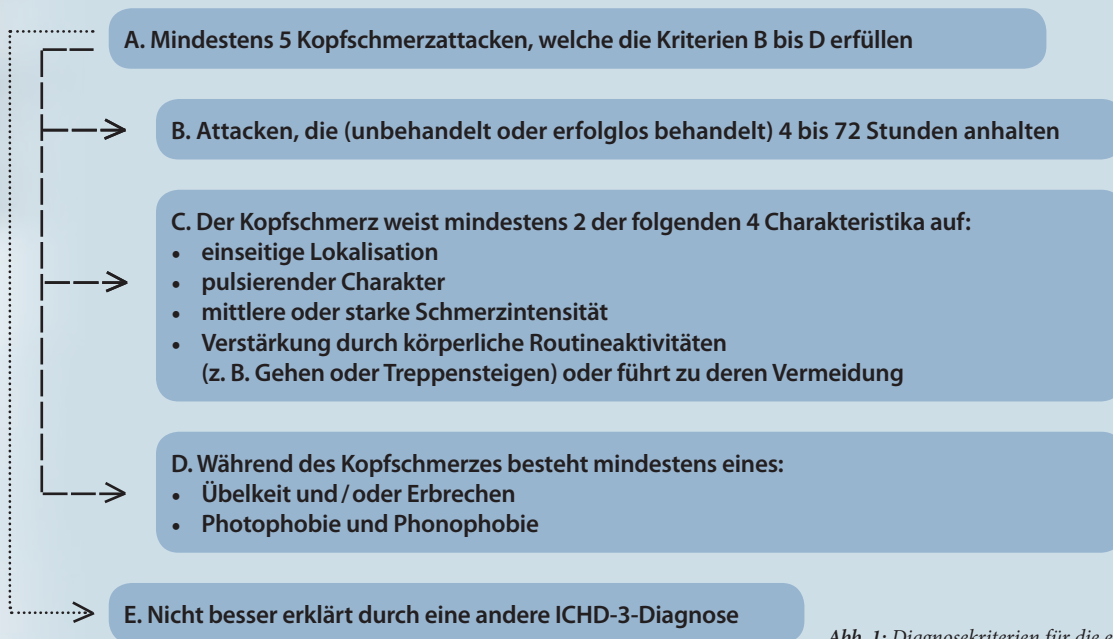 A. Mindestens 5 Kopfschmerzattacken, welche die Kriterien B bis D erfüllen
B. Attacken, die (unbehandelt oder erfolglos behandelt) 4 bis 72 Stunden anhalten
C. Der Kopfschmerz weist mindestens 2 der folgenden 4 Charakteristika auf:
• einseitige Lokalisation
• pulsierender Charakter
• mittlere oder starke Schmerzintensität
• Verstärkung durch körperliche Routineaktivitäten
(z. B. Gehen oder Treppensteigen) oder führt zu deren Vermeidung
D. Während des Kopfschmerzes besteht mindestens eines:
• Übelkeit und / oder Erbrechen
• Photophobie und Phonophobie
E. Nicht besser erklärt durch eine andere ICHD-3-Diagnose
Abb. 1: Diagnosekriterien für die